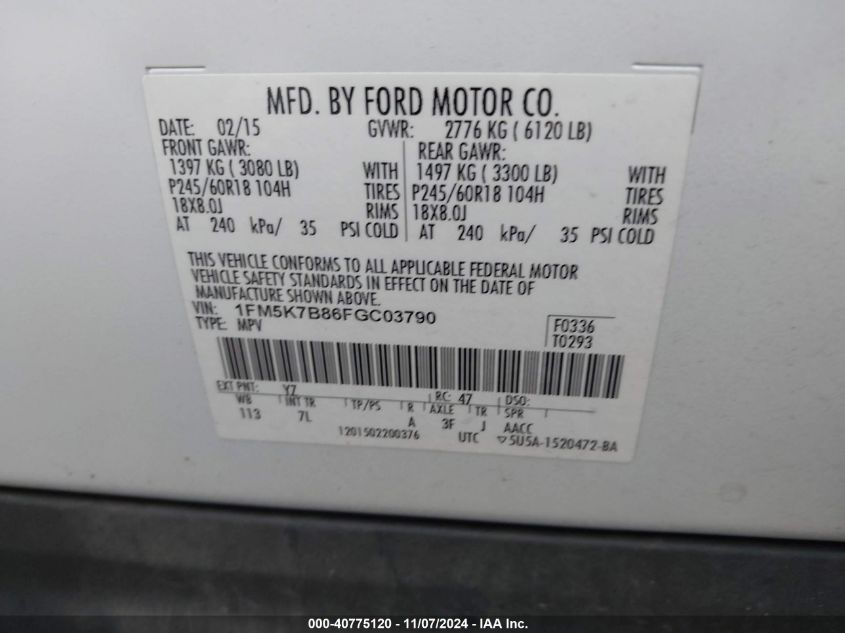 MFD. BY FORD MOTOR CO.
DATE: 02/15 GVWR: 2776 KG ( 6120 LB)
FRONT GAWR: REAR GAWR:
1397 KG ( 3080 LB) WITH 1497 KG ( 3300 LB) WITH
P245/60R18 104H TIRES P245/60R18 104H TIRES
18X8.0J RIMS 18X8.0J RIMS
AT 240 kPa/ 35 PSI COLD AT 240 kPa/ 35 PSI COLD
THIS VEHICLE CONFORMS TO ALL APPLICABLE FEDERAL MOTOR
VEHICLE SAFETY STANDARDS IN EFFECT ON THE DATE OF
MANUFACTURE SHOWN ABOVE.
VIN: 1FM5K7B86FGC03790
TYPE: MPV
F0336
T0293
EXT PNT: YZ RC: 47 DSO:
WB INT TR TP/PS R AXLE TR SPR
113 7L A 3F J AACC
1201502200376 UTC ▽5U5A-1520472-BA
000-40775120 - 11/07/2024 - IAA Inc.